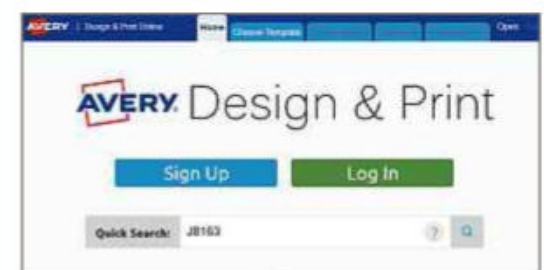 AVERY | Design & Print Online Home Choose Template Open
AVERY Design & Print
Sign Up Log In
Quick Search: J8163 ?